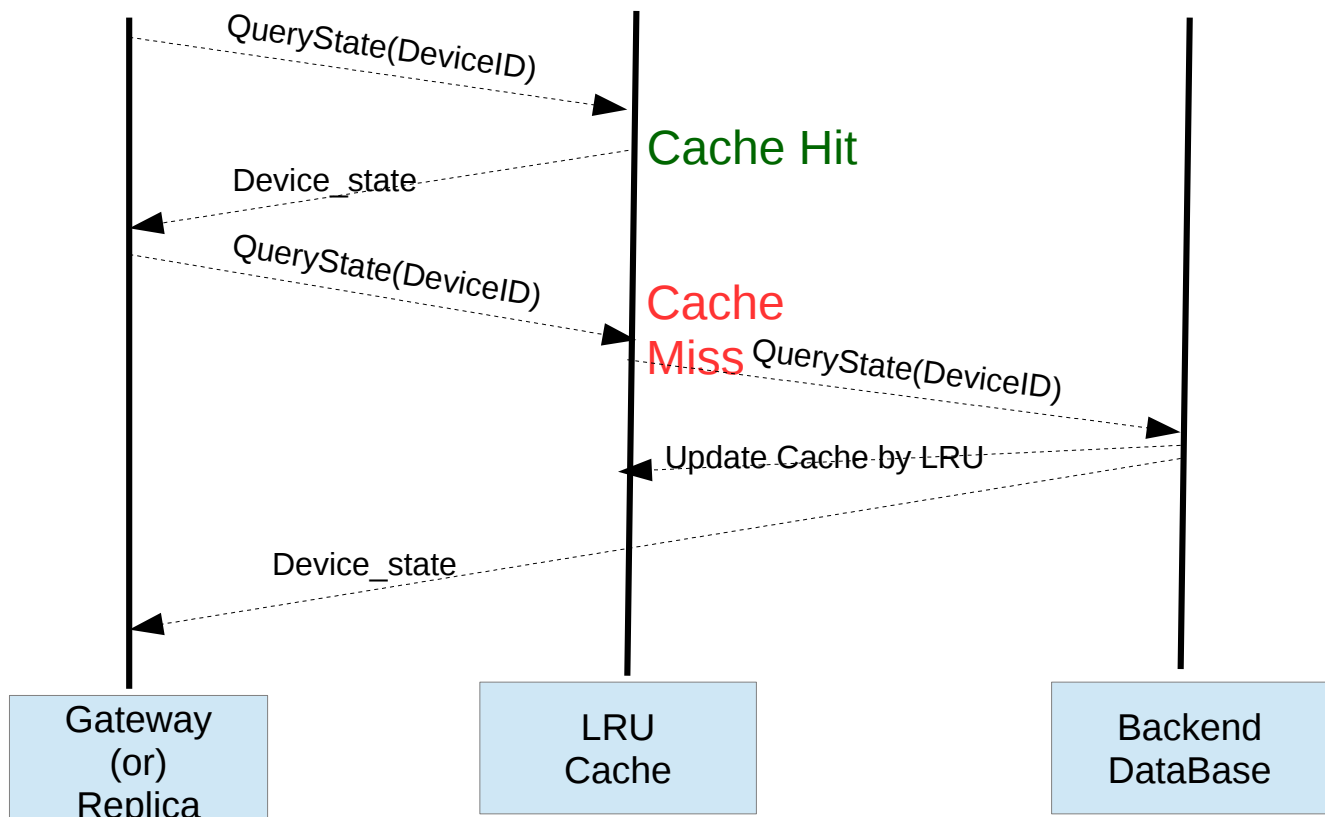 QueryState(DeviceID)
Cache Hit
Device_state
QueryState(DeviceID)
Cache
Miss
QueryState(DeviceID)
Update Cache by LRU
Device_state
Gateway
(or)
Replica
LRU
Cache
Backend
DataBase